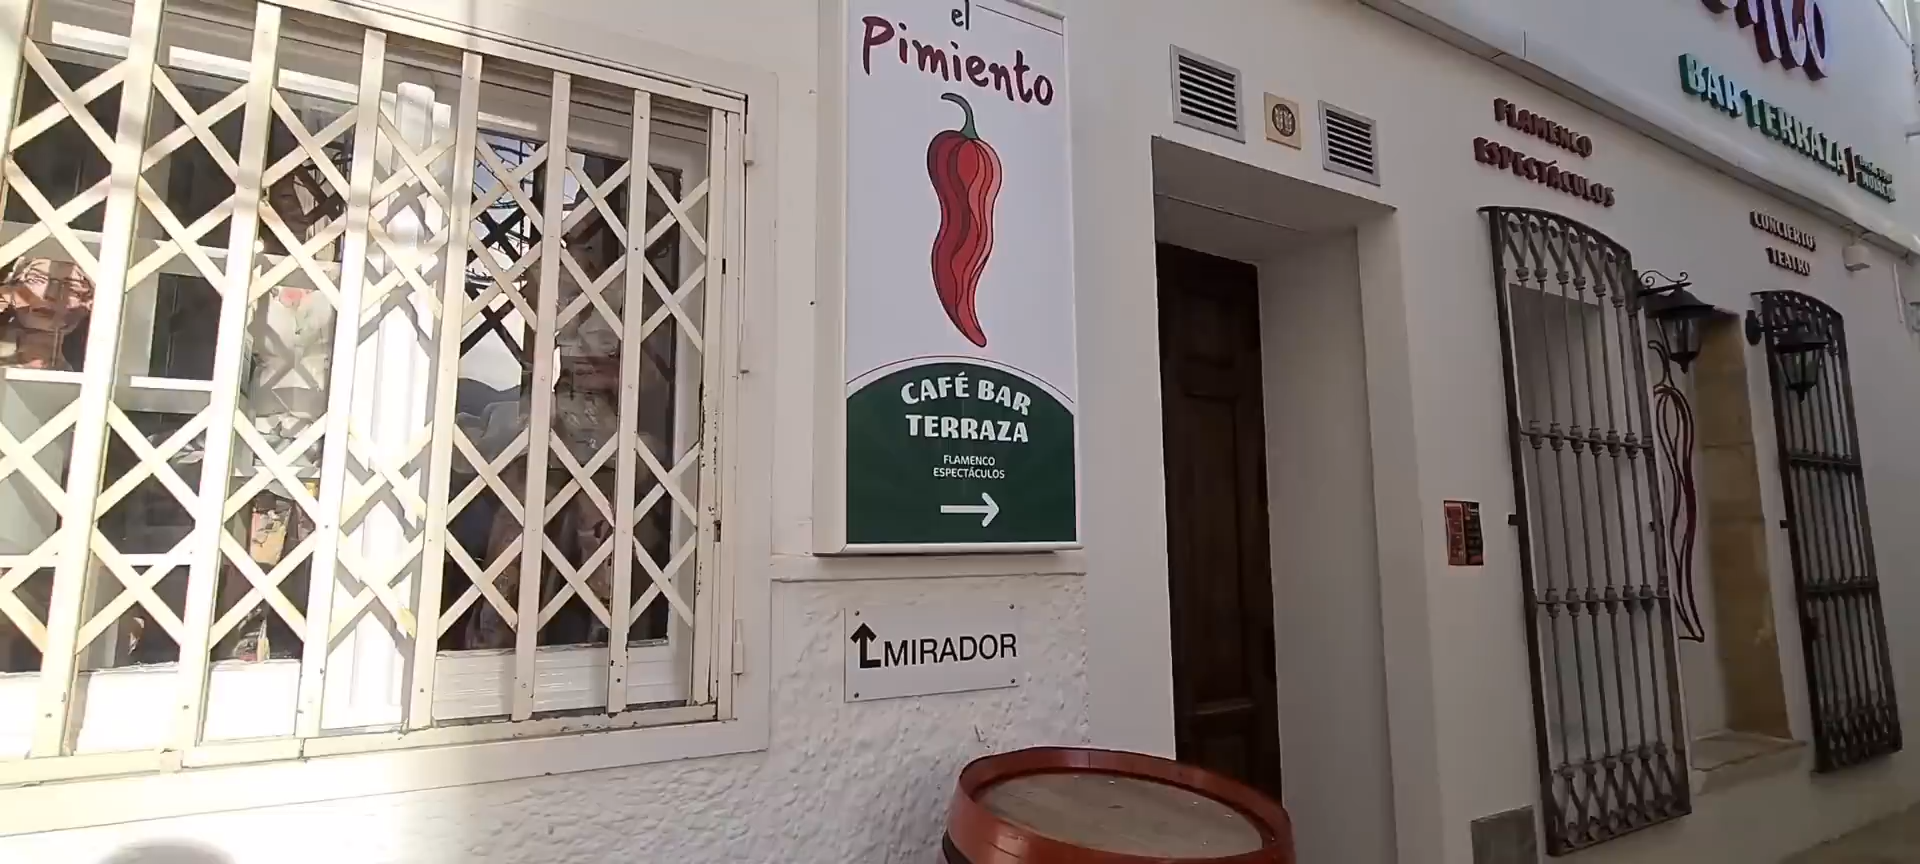 el
Pimiento
CAFÉ BAR
TERRAZA
FLAMENCO
ESPECTÁCULOS
MIRADOR
FLAMENCO
ESPECTÁCULOS
BAR TERRAZA
CONCIERTO
TEATRO